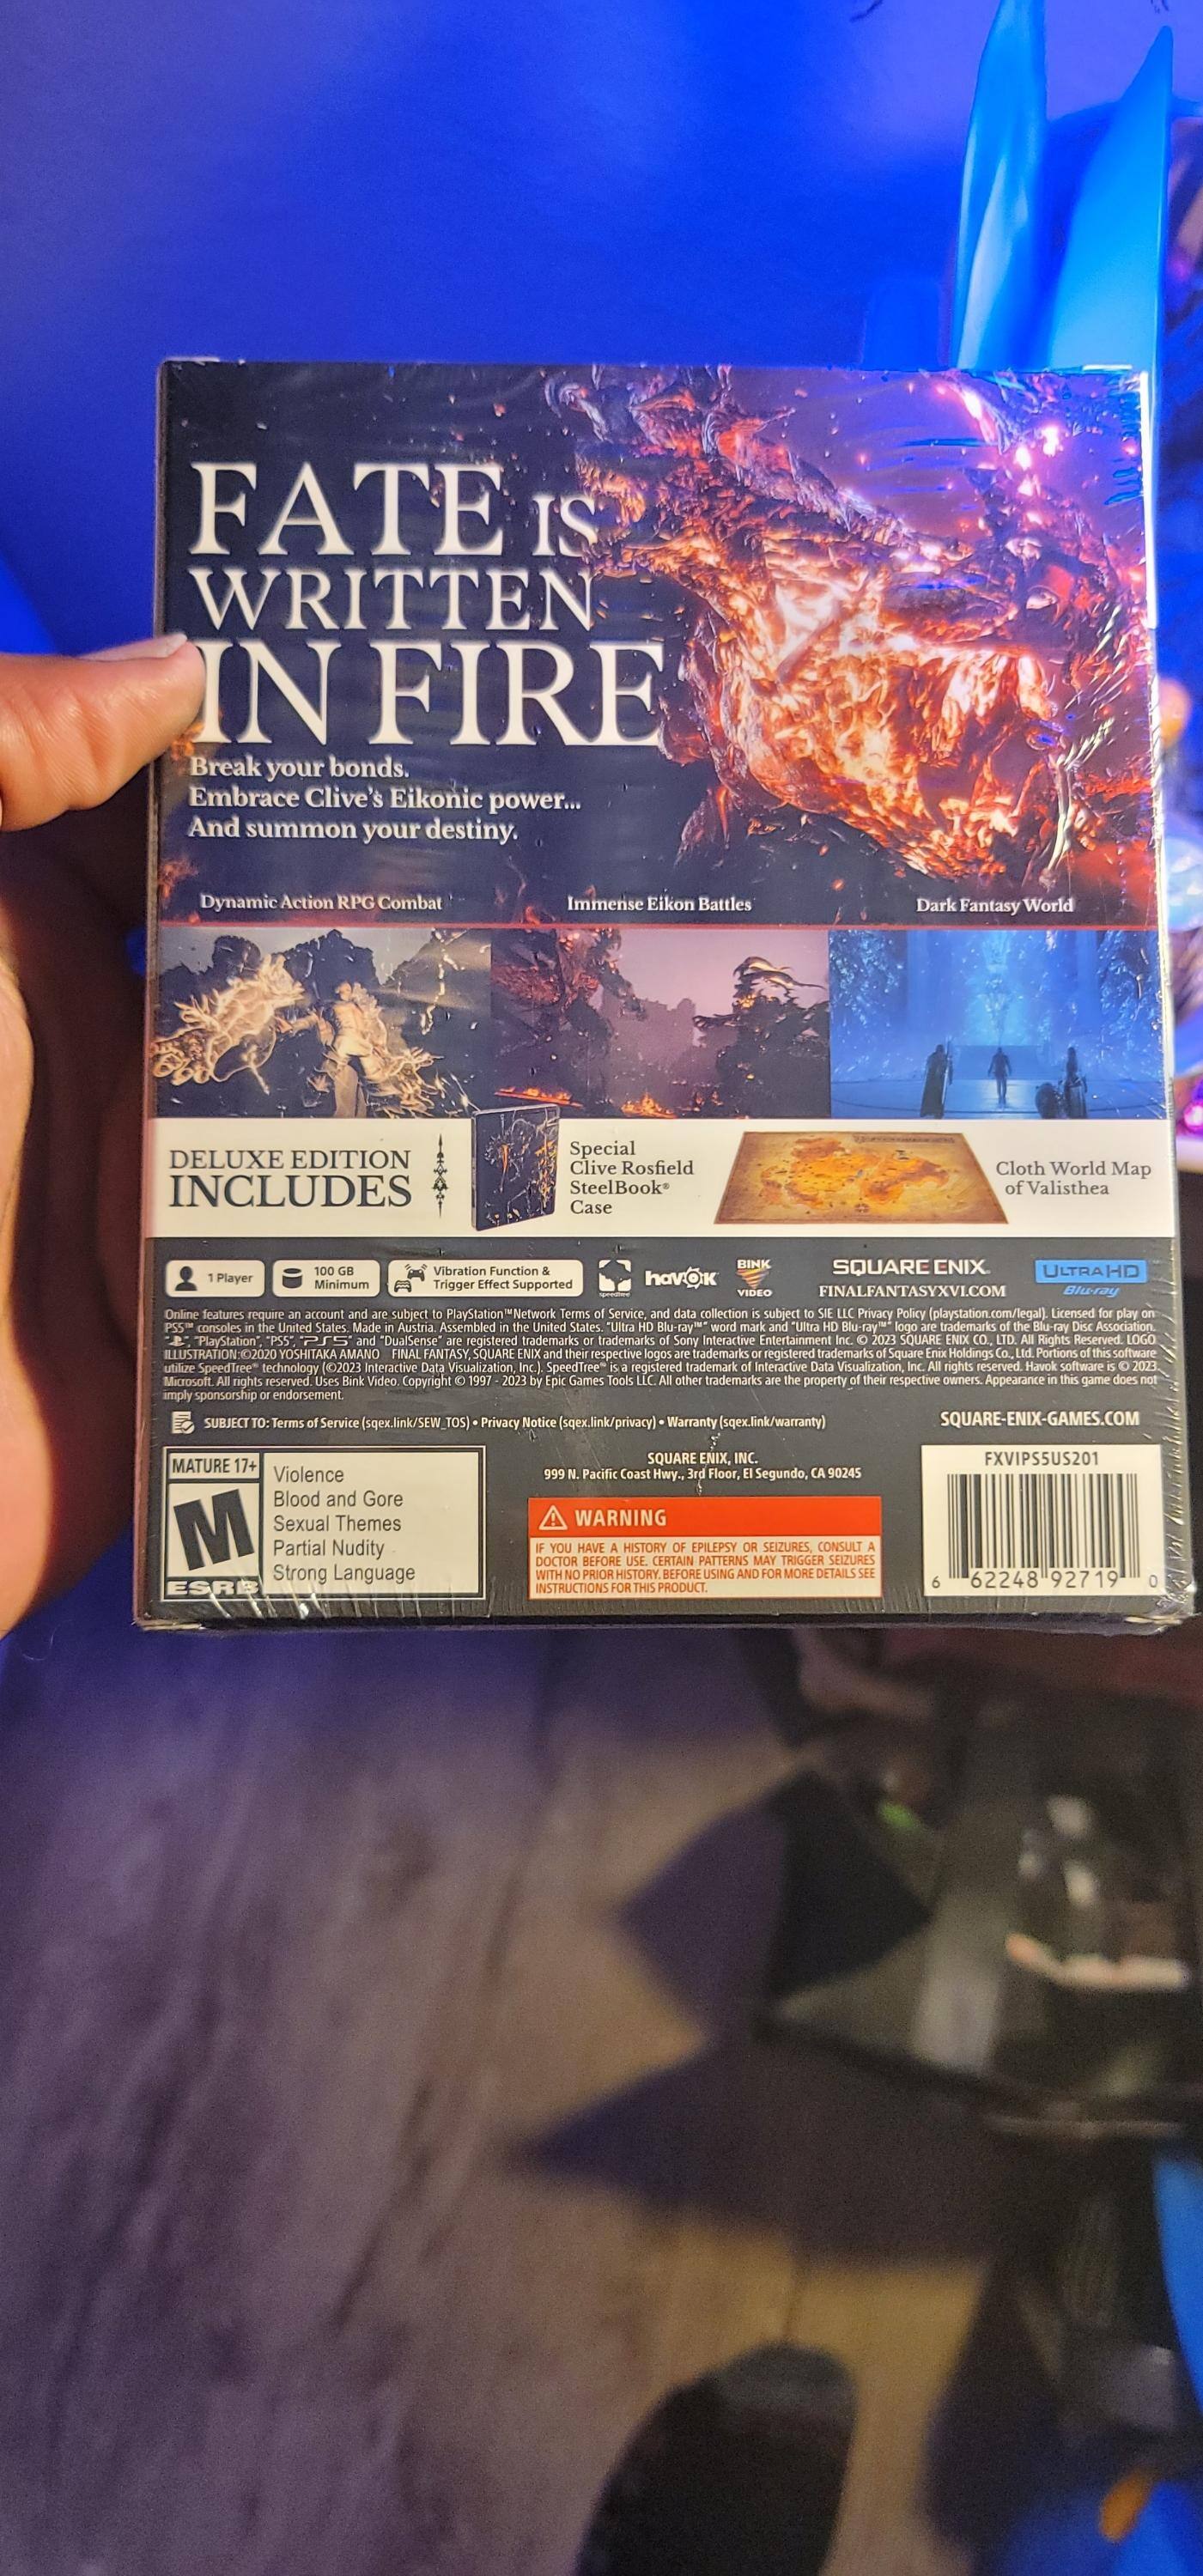 FATE IS
WRITTEN
IN FIRE
Break your bonds.
Embrace Clive's Eikonic power...
And summon your destiny.
Dynamic Action RPG Combat
Immense Eikon Battles
Dark Fantasy World
DELUXE EDITION
INCLUDES
Special
Clive Rosfield
SteelBook®
Case
Cloth World Map
of Valisthea
1 Player
100 GB
Minimum
Vibration Function &
Trigger Effect Supported
speedtree
havok
BINK
VIDEO
SQUARE ENIX
FINALFANTASYXVI.COM
ULTRA HD
Blu-ray™
Online features require an account and are subject to PlayStation™Network Terms of Service, and data collection is subject to SIE LLC Privacy Policy (playstation.com/legal). Licensed for play on
PS5™ consoles in the United States. Made in Austria. Assembled in the United States. "Ultra HD Blu-ray™" word mark and "Ultra HD Blu-ray™" logo are trademarks of the Blu-ray Disc Association.
"PlayStation", "PS5", "PS5" and "DualSense" are registered trademarks or trademarks of Sony Interactive Entertainment Inc. © 2023 SQUARE ENIX CO., LTD. All Rights Reserved. LOGO
ILLUSTRATION:©2020 YOSHITAKA AMANO FINAL FANTASY, SQUARE ENIX and their respective logos are trademarks or registered trademarks of Square Enix Holdings Co., Ltd. Portions of this software
utilize SpeedTree® technology (©2023 Interactive Data Visualization, Inc.). SpeedTree® is a registered trademark of Interactive Data Visualization, Inc. All rights reserved. Havok software is © 2023
Microsoft. All rights reserved. Uses Bink Video. Copyright © 1997 - 2023 by Epic Games Tools LLC. All other trademarks are the property of their respective owners. Appearance in this game does not
imply sponsorship or endorsement.
SUBJECT TO: Terms of Service (sqex.link/SEW_TOS) • Privacy Notice (sqex.link/privacy) • Warranty (sqex.link/warranty)
SQUARE-ENIX-GAMES.COM
MATURE 17+
M
ESRB
Violence
Blood and Gore
Sexual Themes
Partial Nudity
Strong Language
SQUARE ENIX, INC.
999 N. Pacific Coast Hwy., 3rd Floor, El Segundo, CA 90245
WARNING
IF YOU HAVE A HISTORY OF EPILEPSY OR SEIZURES, CONSULT A
DOCTOR BEFORE USE. CERTAIN PATTERNS MAY TRIGGER SEIZURES
WITH NO PRIOR HISTORY. BEFORE USING AND FOR MORE DETAILS SEE
INSTRUCTIONS FOR THIS PRODUCT.
FXVIPS5US201
6 62248 92719 0